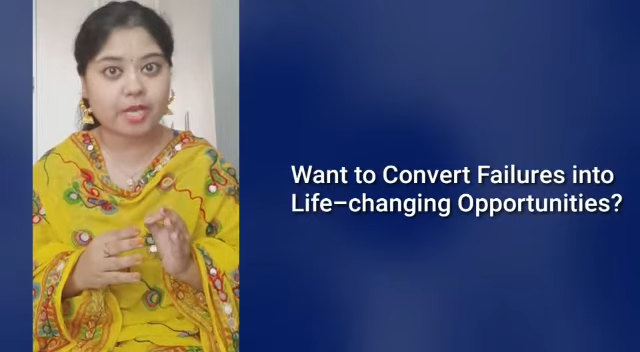 Want to Convert Failures into
Life–changing Opportunities?